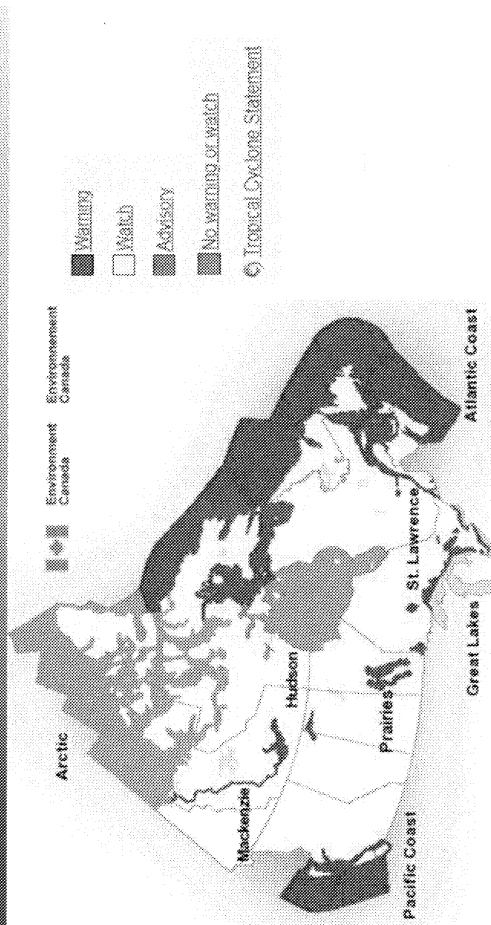 Environment
Canada
Environnement
Canada
Warning
Watch
Advisory
No warning or watch
Tropical Cyclone Statement
Arctic
Mackenzie
Hudson
Pacific Coast
Prairies
St. Lawrence
Great Lakes
Atlantic Coast